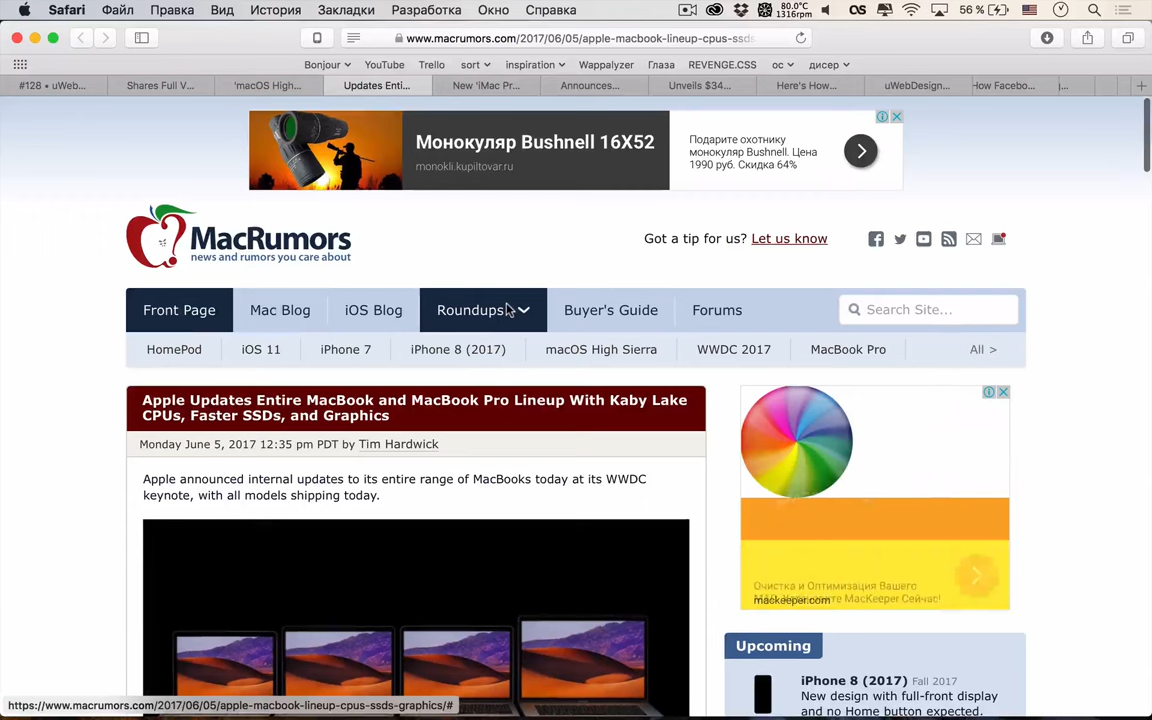 Safari Файл Правка Вид История Закладки Разработка Окно Справка 80.0°C 1316rpm 56 %
www.macrumors.com/2017/06/05/apple-macbook-lineup-cpus-ssds-
Bonjour YouTube Trello sort inspiration Wappalyzer Глаза REVENGE.CSS ос дисер
#128 • uWeb... Shares Full V... 'macOS High... Updates Enti... New 'iMac Pr... Announces... Unveils $34... Here's How... uWebDesign... How Facebo...
Монокуляр Bushnell 16X52
monokli.kupiltovar.ru
Подарите охотнику
монокуляр Bushnell. Цена
1990 руб. Скидка 64%
MacRumors
news and rumors you care about
Got a tip for us? Let us know
Front Page Mac Blog iOS Blog Roundups Buyer's Guide Forums Search Site...
HomePod iOS 11 iPhone 7 iPhone 8 (2017) macOS High Sierra WWDC 2017 MacBook Pro All >
Apple Updates Entire MacBook and MacBook Pro Lineup With Kaby Lake
CPUs, Faster SSDs, and Graphics
Monday June 5, 2017 12:35 pm PDT by Tim Hardwick
Apple announced internal updates to its entire range of MacBooks today at its WWDC
keynote, with all models shipping today.
Очистка и Оптимизация Вашего
MacKeeper Сейчас!
mackeeper.com
Upcoming
iPhone 8 (2017) Fall 2017
New design with full-front display
and no Home button expected.
https://www.macrumors.com/2017/06/05/apple-macbook-lineup-cpus-ssds-graphics/#